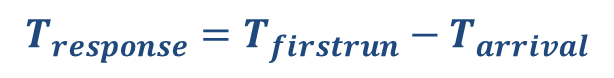 T_response = T_firstrun − T_arrival